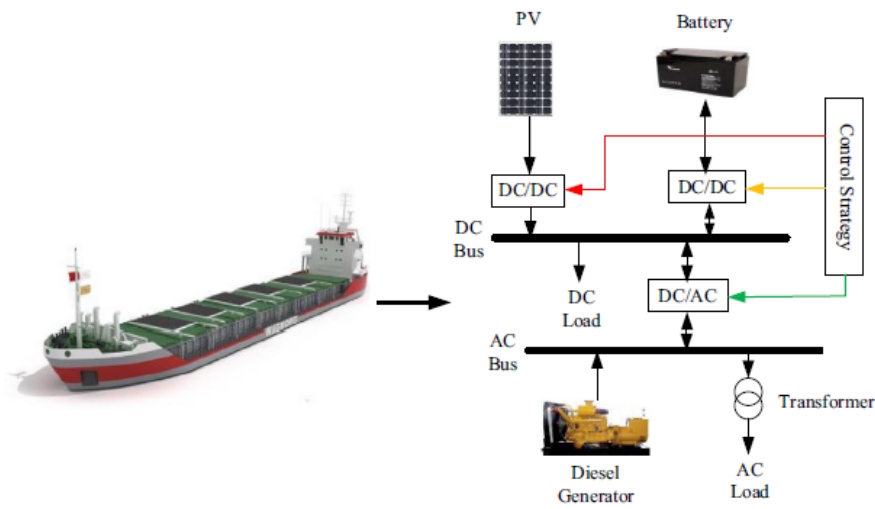 PV
Battery
DC/DC
DC/DC
Control Strategy
DC
Bus
DC
Load
DC/AC
AC
Bus
Transformer
Diesel
Generator
AC
Load